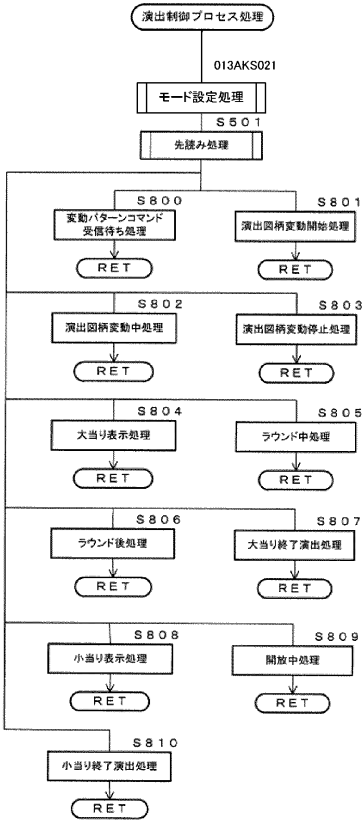 演出制御プロセス処理
013AKS021
モード設定処理
S501
先読み処理
S800
変動パターンコマンド
受信待ち処理
RET
S801
演出図柄変動開始処理
RET
S802
演出図柄変動中処理
RET
S803
演出図柄変動停止処理
RET
S804
大当り表示処理
RET
S805
ラウンド中処理
RET
S806
ラウンド後処理
RET
S807
大当り終了演出処理
RET
S808
小当り表示処理
RET
S809
開放中処理
RET
S810
小当り終了演出処理
RET